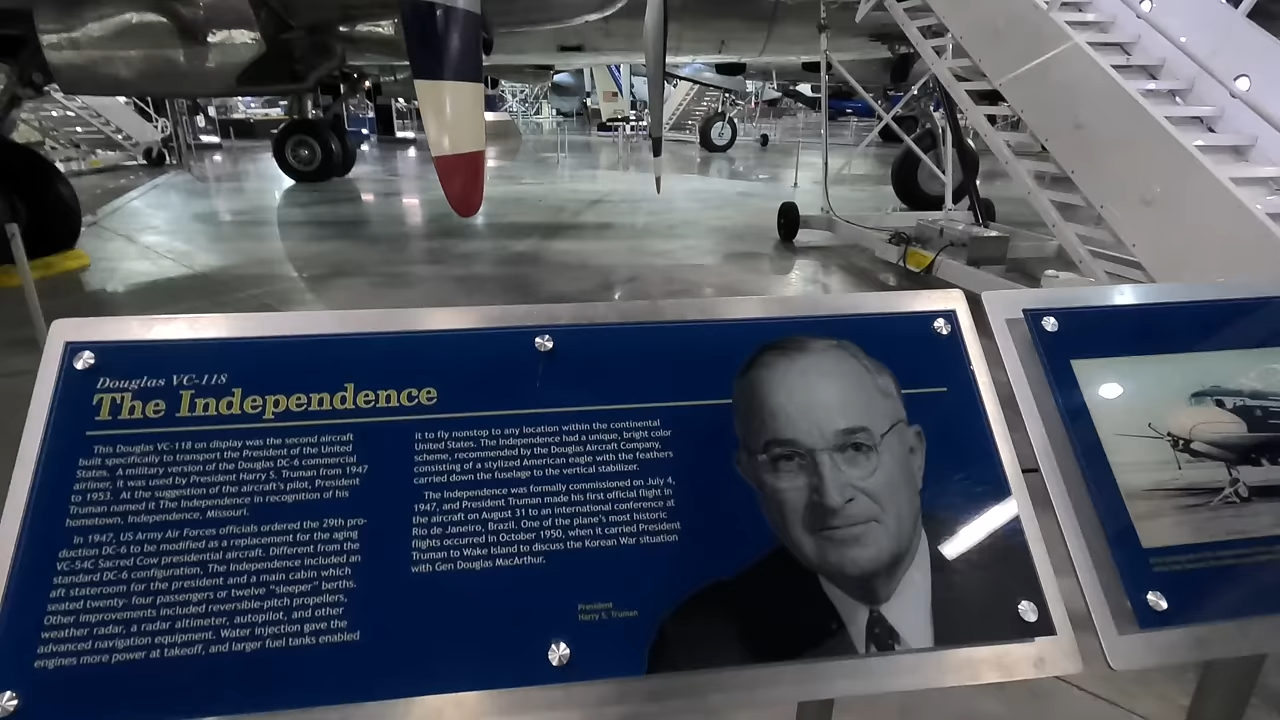 Douglas VC-118
The Independence
This Douglas VC-118 on display was the second aircraft
built specifically to transport the President of the United
States. A military version of the Douglas DC-6 commercial
airliner, it was used by President Harry S. Truman from 1947
to 1953. At the suggestion of the aircraft's pilot, President
Truman named it The Independence in recognition of his
hometown, Independence, Missouri.
In 1947, US Army Air Forces officials ordered the 29th pro-
duction DC-6 to be modified as a replacement for the aging
VC-54C Sacred Cow presidential aircraft. Different from the
standard DC-6 configuration, The Independence included an
aft stateroom for the president and a main cabin which
seated twenty- four passengers or twelve "sleeper" berths.
Other improvements included reversible-pitch propellers,
weather radar, a radar altimeter, autopilot, and other
advanced navigation equipment. Water injection gave the
engines more power at takeoff, and larger fuel tanks enabled
it to fly nonstop to any location within the continental
United States. The Independence had a unique, bright color
scheme, recommended by the Douglas Aircraft Company,
consisting of a stylized American eagle with the feathers
carried down the fuselage to the vertical stabilizer.
The Independence was formally commissioned on July 4,
1947, and President Truman made his first official flight in
the aircraft on August 31 to an international conference at
Rio de Janeiro, Brazil. One of the plane's most historic
flights occurred in October 1950, when it carried President
Truman to Wake Island to discuss the Korean War situation
with Gen Douglas MacArthur.
President
Harry S. Truman